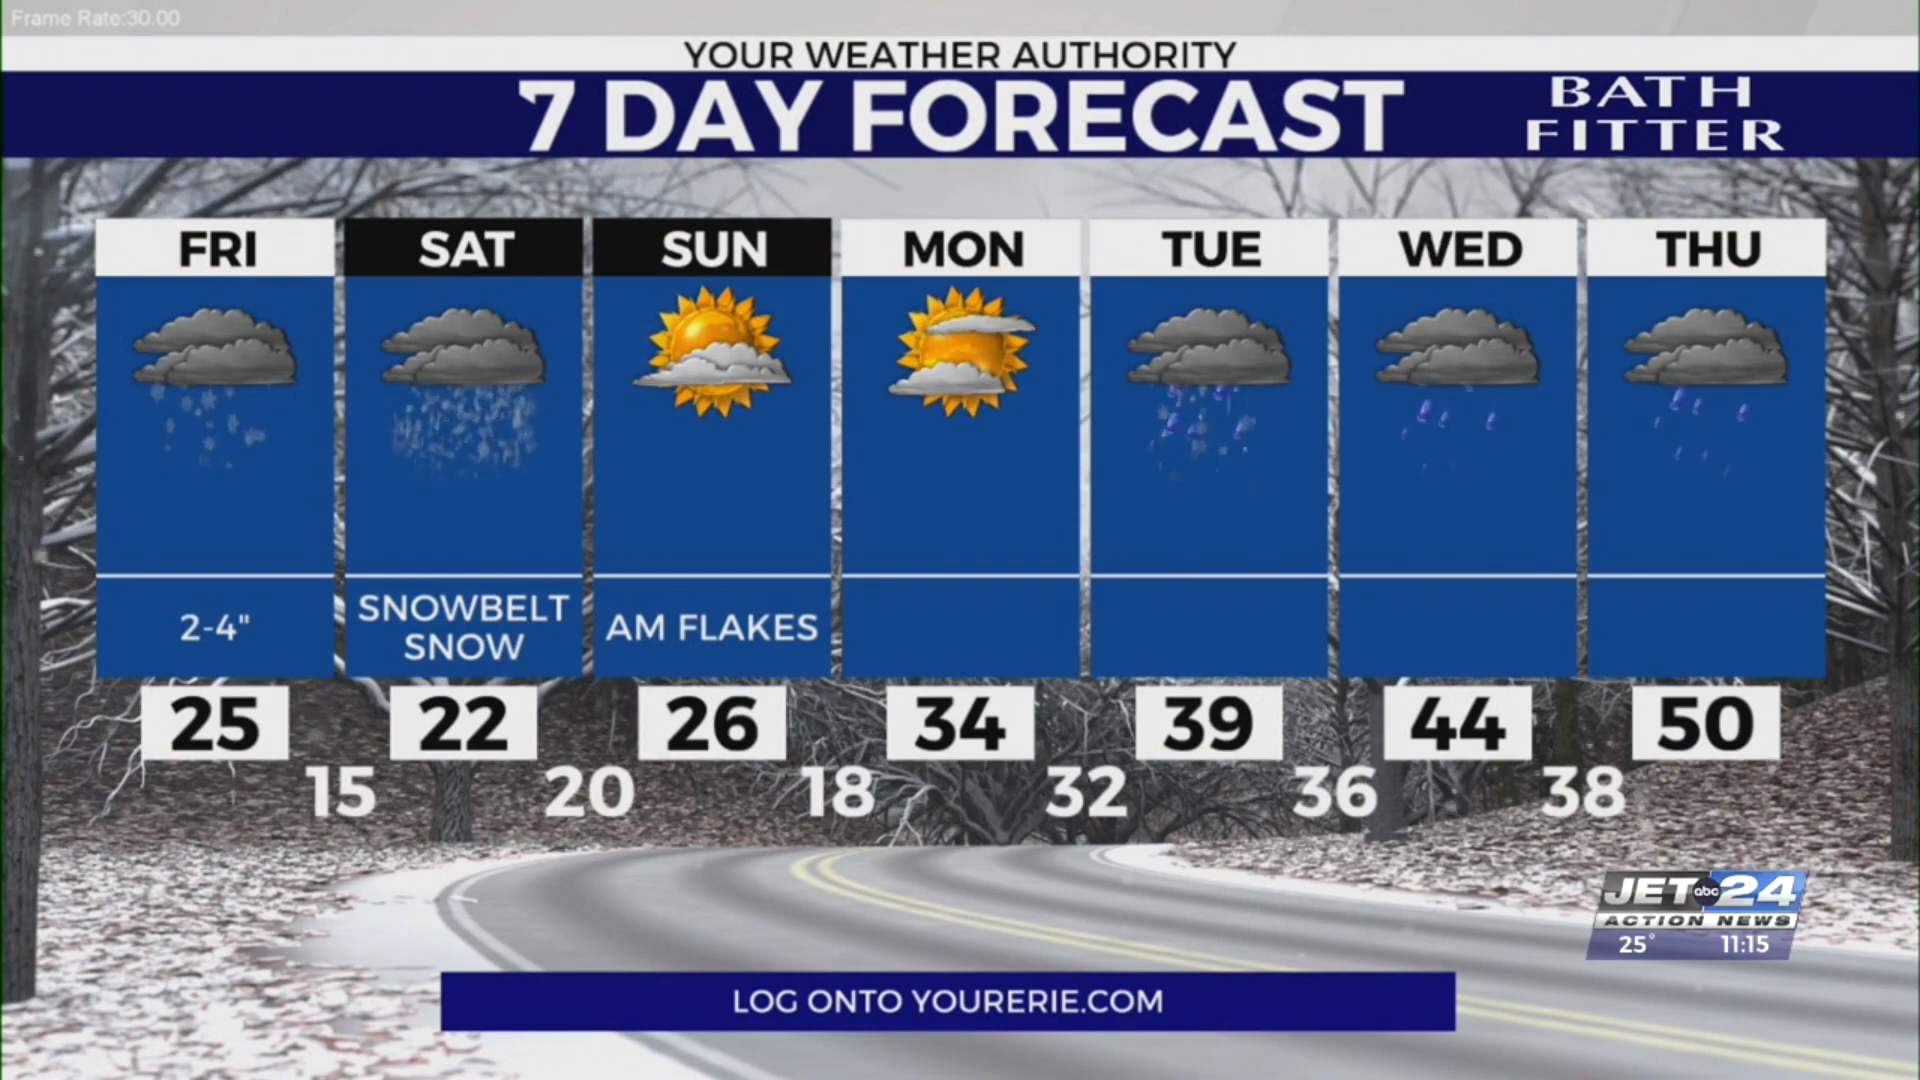 Frame Rate:30.00
YOUR WEATHER AUTHORITY
7 DAY FORECAST
BATH
FITTER
FRI SAT SUN MON TUE WED THU
2-4"
SNOWBELT
SNOW
AM FLAKES
25 22 26 34 39 44 50
15 20 18 32 36 38
JET abc 24
ACTION NEWS
25° 11:15
LOG ONTO YOURERIE.COM